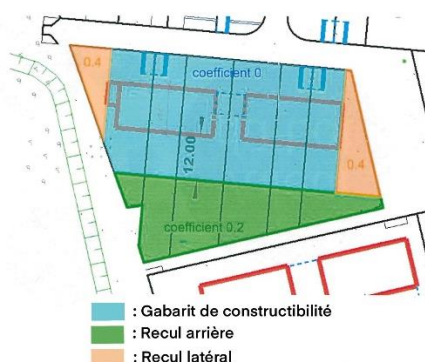 0.4
coefficient 0
12.00
0.4
coefficient 0.2
: Gabarit de constructibilité
: Recul arrière
: Recul latéral